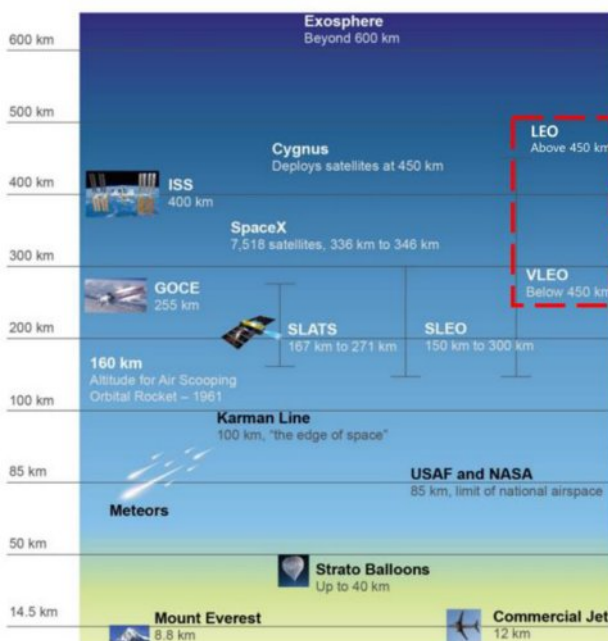 Exosphere
Beyond 600 km
600 km
500 km
LEO
Above 450 km
Cygnus
Deploys satellites at 450 km
ISS
400 km
400 km
SpaceX
7,518 satellites, 336 km to 346 km
300 km
GOCE
255 km
VLEO
Below 450 km
SLATS
167 km to 271 km
SLEO
150 km to 300 km
200 km
160 km
Altitude for Air Scooping
Orbital Rocket – 1961
100 km
Karman Line
100 km, "the edge of space"
USAF and NASA
85 km, limit of national airspace
85 km
Meteors
50 km
Strato Balloons
Up to 40 km
14.5 km
Mount Everest
8.8 km
Commercial Jet
12 km